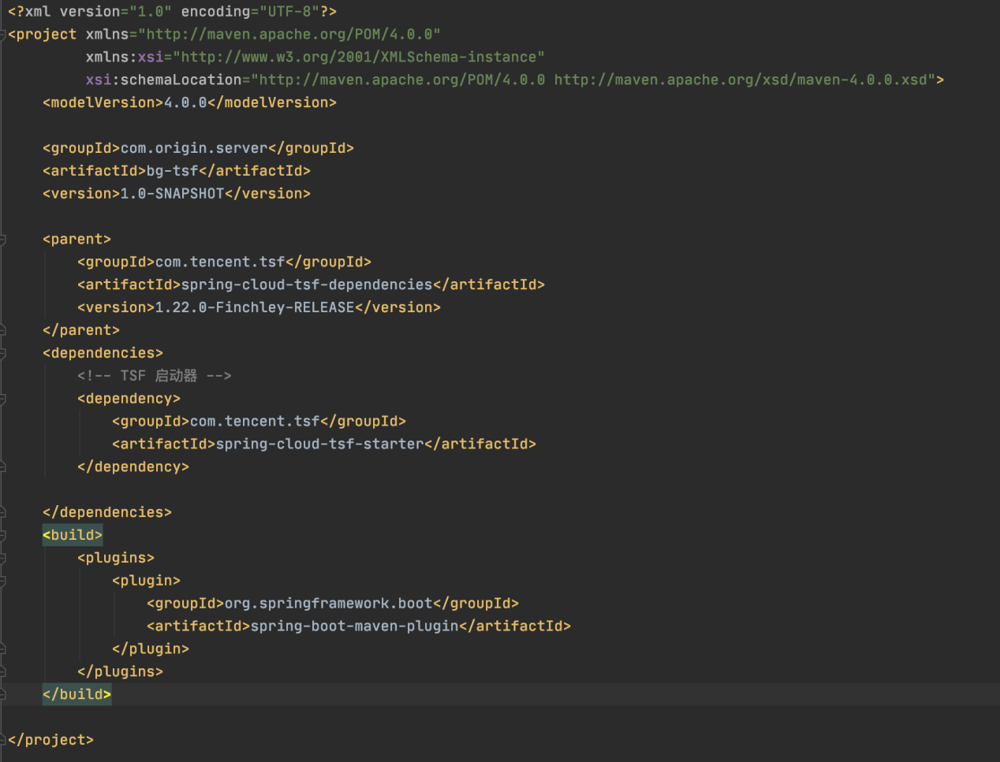 <?xml version="1.0" encoding="UTF-8"?>
<project xmlns="http://maven.apache.org/POM/4.0.0"
         xmlns:xsi="http://www.w3.org/2001/XMLSchema-instance"
         xsi:schemaLocation="http://maven.apache.org/POM/4.0.0 http://maven.apache.org/xsd/maven-4.0.0.xsd">
    <modelVersion>4.0.0</modelVersion>

    <groupId>com.origin.server</groupId>
    <artifactId>bg-tsf</artifactId>
    <version>1.0-SNAPSHOT</version>

    <parent>
        <groupId>com.tencent.tsf</groupId>
        <artifactId>spring-cloud-tsf-dependencies</artifactId>
        <version>1.22.0-Finchley-RELEASE</version>
    </parent>
    <dependencies>
        <!-- TSF 启动器 -->
        <dependency>
            <groupId>com.tencent.tsf</groupId>
            <artifactId>spring-cloud-tsf-starter</artifactId>
        </dependency>

    </dependencies>
    <build>
        <plugins>
            <plugin>
                <groupId>org.springframework.boot</groupId>
                <artifactId>spring-boot-maven-plugin</artifactId>
            </plugin>
        </plugins>
    </build>

</project>